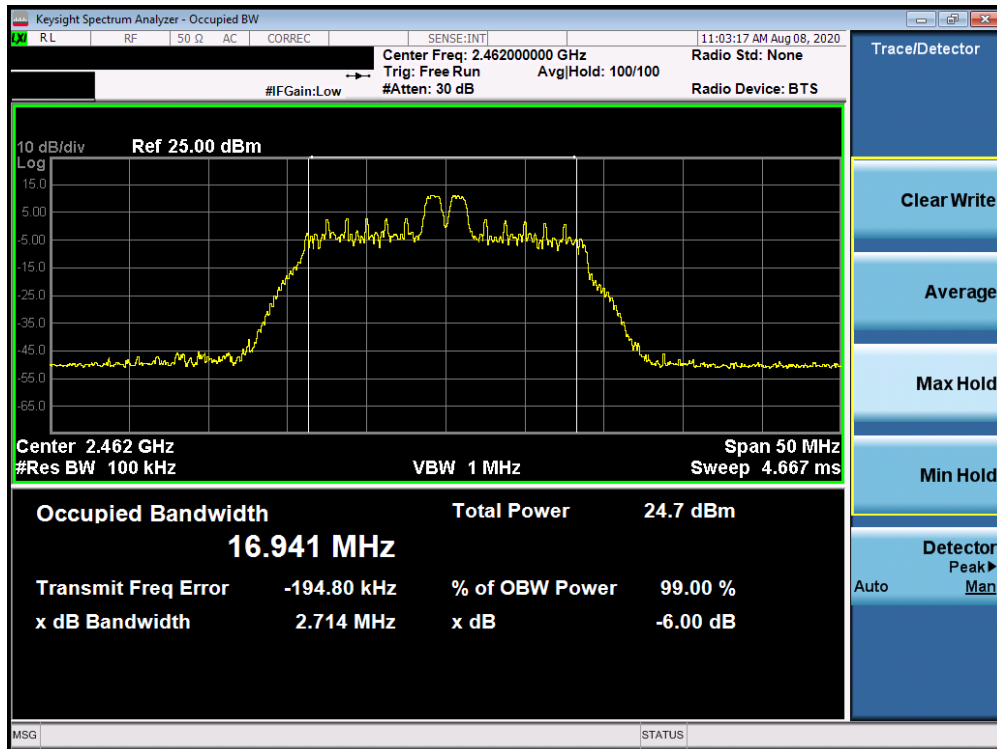 Keysight Spectrum Analyzer - Occupied BW
LXI RL RF 50 Ω AC CORREC SENSE:INT 11:03:17 AM Aug 08, 2020
Center Freq: 2.462000000 GHz Radio Std: None
Trig: Free Run Avg|Hold: 100/100
#IFGain:Low #Atten: 30 dB Radio Device: BTS
10 dB/div Ref 25.00 dBm
Log
15.0
5.00
-5.00
-15.0
-25.0
-35.0
-45.0
-55.0
-65.0
Center 2.462 GHz Span 50 MHz
#Res BW 100 kHz VBW 1 MHz Sweep 4.667 ms
Occupied Bandwidth Total Power 24.7 dBm
16.941 MHz
Transmit Freq Error -194.80 kHz % of OBW Power 99.00 %
x dB Bandwidth 2.714 MHz x dB -6.00 dB
MSG STATUS
Trace/Detector
Clear Write
Average
Max Hold
Min Hold
Detector
Peak▶
Auto Man